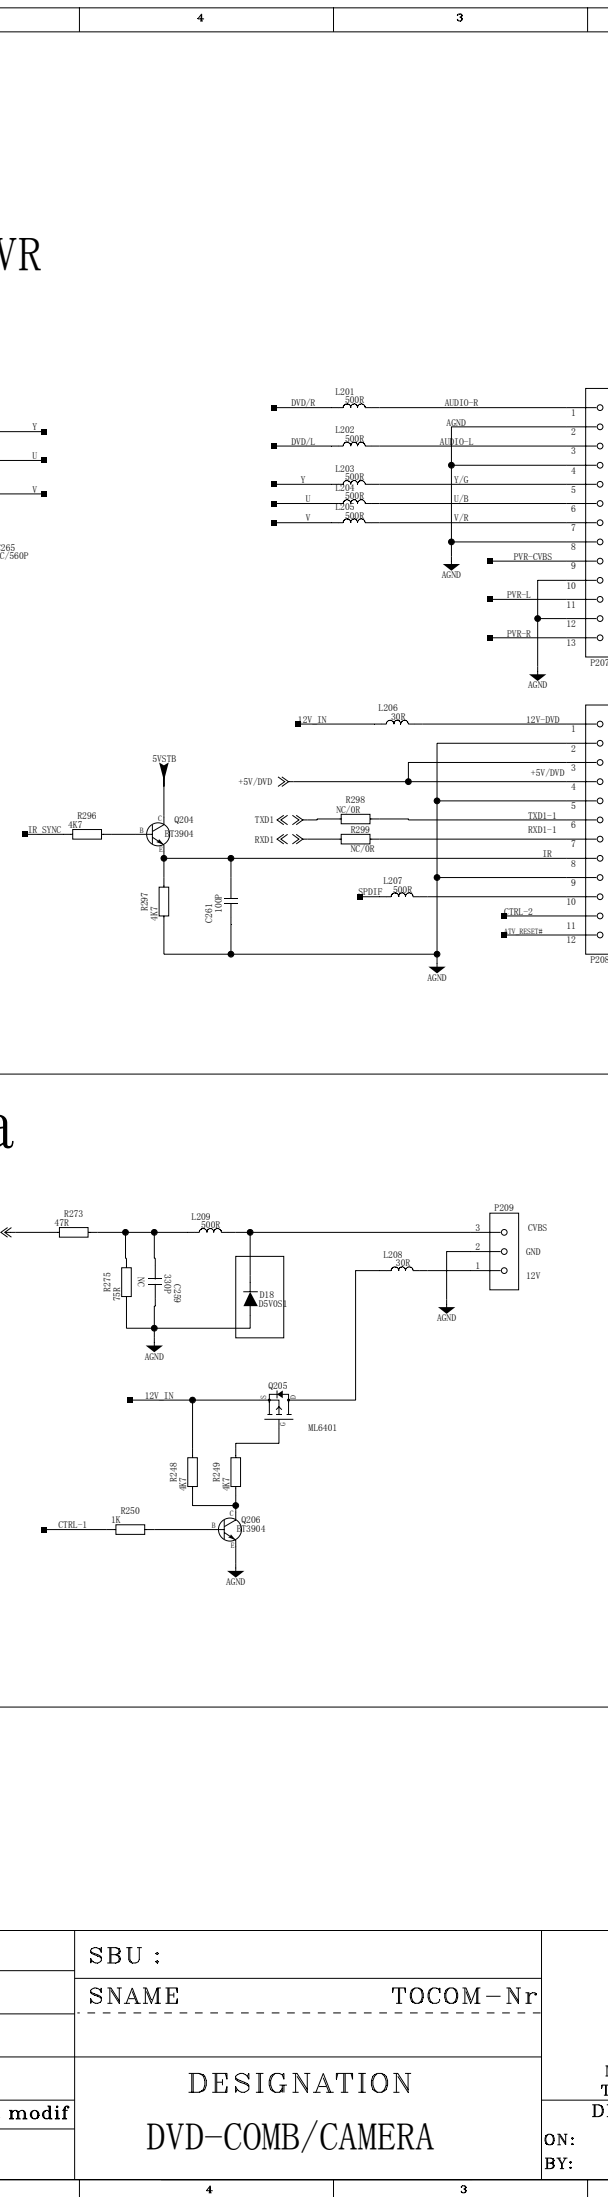 4 3
VR
L201
500R
DVD/R AUDIO-R 1
Y AGND 2
L202
500R
DVD/L AUDIO-L 3
U
4
L203
500R
Y Y/G 5
V
L204
500R
U U/B 6
L205
500R
V V/R 7
8
C/560P
PVR-CVBS 9
AGND
10
PVR-L 11
12
PVR-R 13
P207
AGND
L206
30R
12V_IN 12V-DVD 1
2
5VSTB
3
+5V/DVD +5V/DVD 4
5
R298
NC/0R
TXD1 TXD1-1 6
R296
4K7
IR_SYNC B C E Q204
BT3904
R299
NC/0R
RXD1 RXD1-1 7
IR 8
9
L207
500R
SPDIF 10
R297
4K7
C261
100P
CTRL-2 11
ATV_RESET# 12
P208
AGND
a
R273
47R
L209
500R
P209
3 CVBS
2 GND
1 12V
L208
30R
R275
75R
NC
330P
C259
D18
D5V0S1
AGND
AGND
12V_IN
Q205
S D
G
ML6401
R248
4K7
R249
4K7
R250
1K
CTRL-1 B C E Q206
BT3904
AGND
SBU :
SNAME TOCOM-Nr
DESIGNATION
modif
DVD-COMB/CAMERA
ON:
BY:
4 3